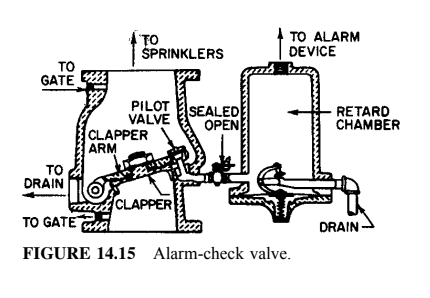 TO
SPRINKLERS
TO ALARM
DEVICE
TO
GATE
PILOT
VALVE
SEALED
OPEN
RETARD
CHAMBER
CLAPPER
ARM
TO
DRAIN
CLAPPER
TO GATE
DRAIN
FIGURE 14.15 Alarm-check valve.